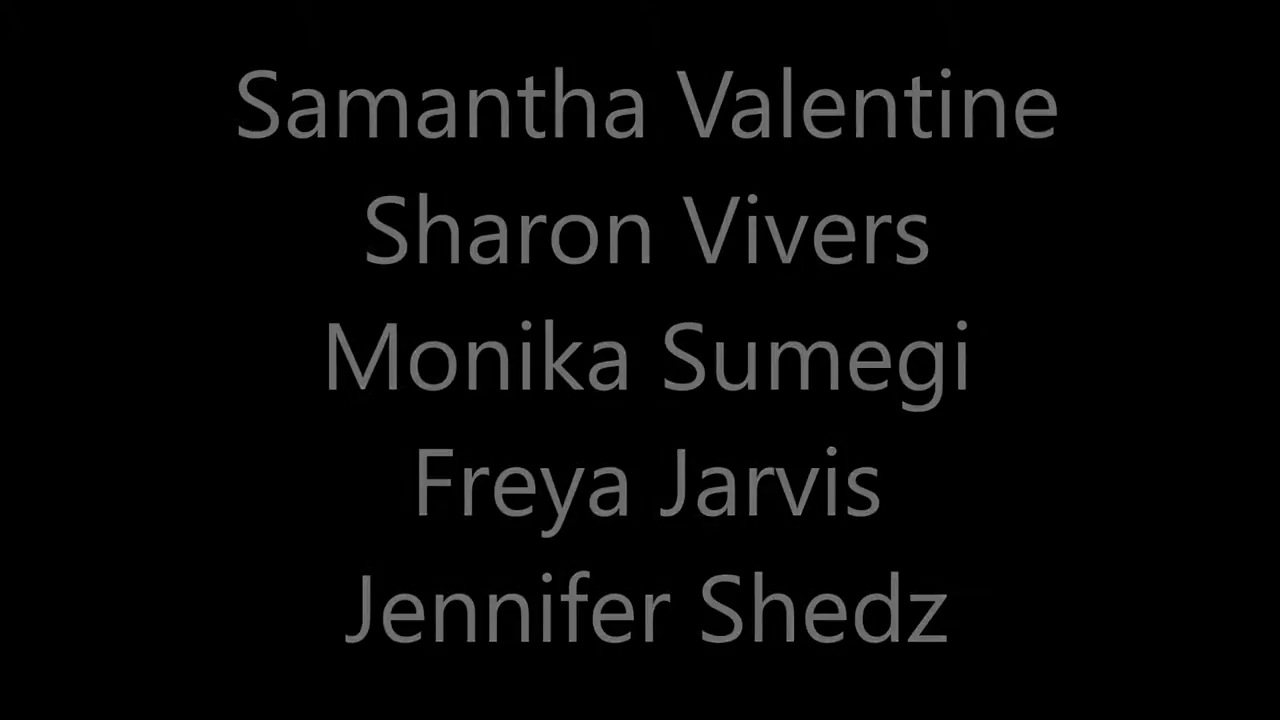 Samantha Valentine
Sharon Vivers
Monika Sumegi
Freya Jarvis
Jennifer Shedz